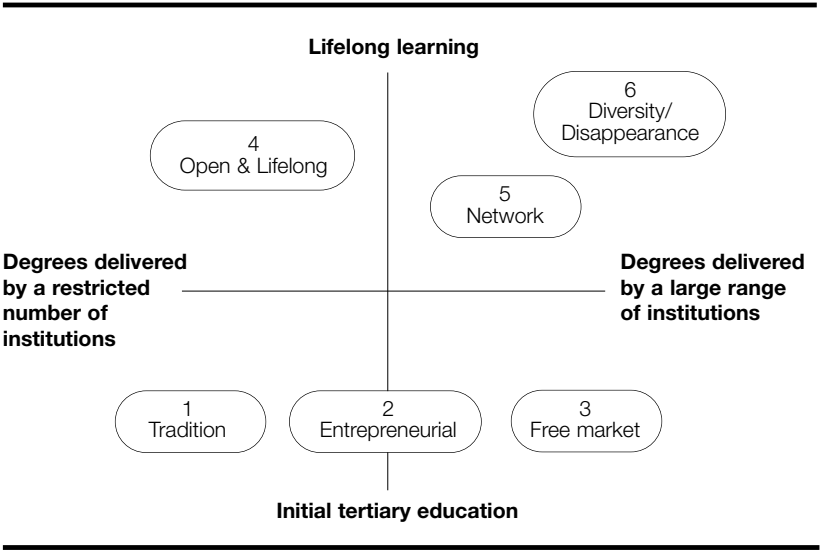 Lifelong learning
6
Diversity/
Disappearance
4
Open & Lifelong
5
Network
Degrees delivered
by a restricted
number of
institutions
Degrees delivered
by a large range
of institutions
1
Tradition
2
Entrepreneurial
3
Free market
Initial tertiary education